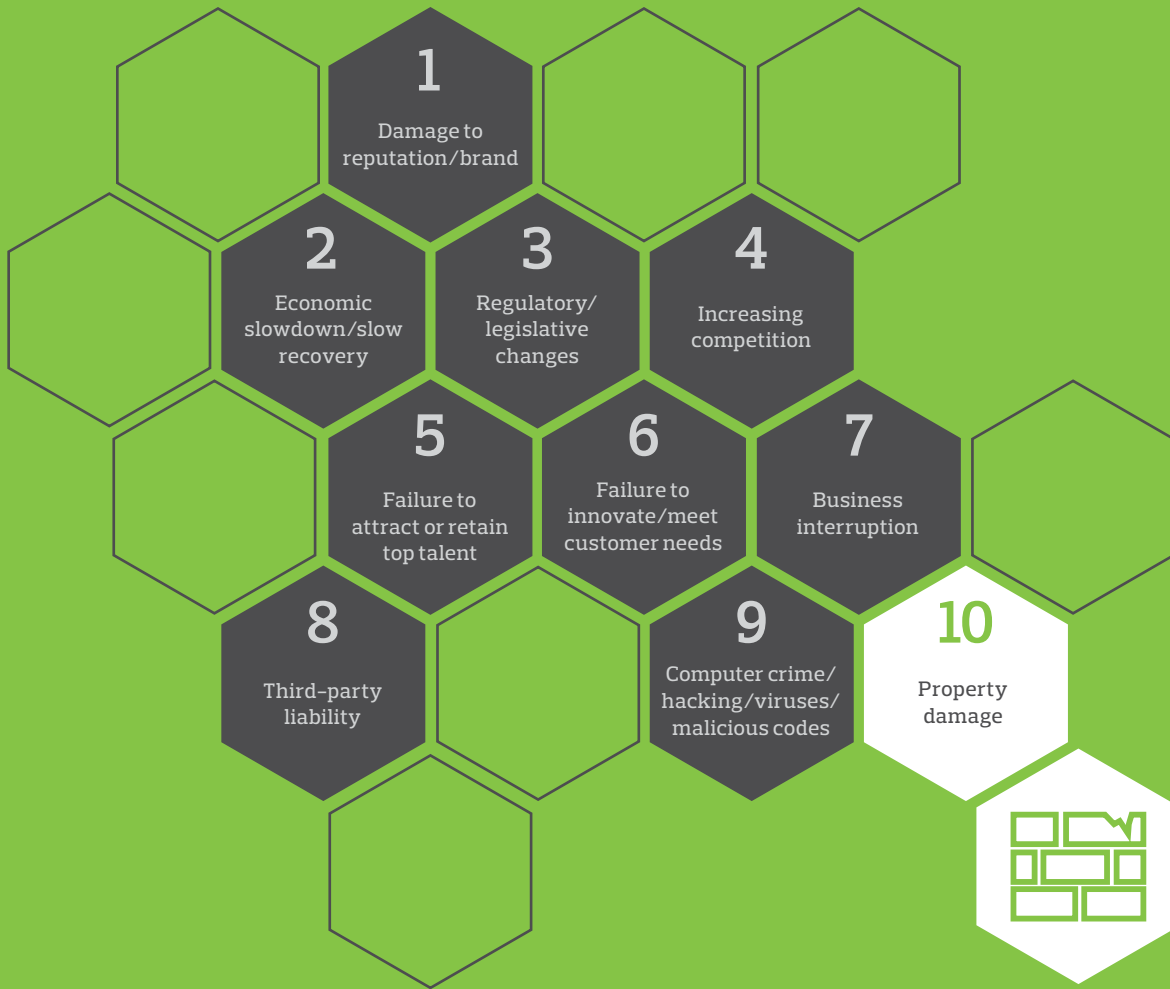 1
Damage to
reputation/brand
2
Economic
slowdown/slow
recovery
3
Regulatory/
legislative
changes
4
Increasing
competition
5
Failure to
attract or retain
top talent
6
Failure to
innovate/meet
customer needs
7
Business
interruption
8
Third-party
liability
9
Computer crime/
hacking/viruses/
malicious codes
10
Property
damage